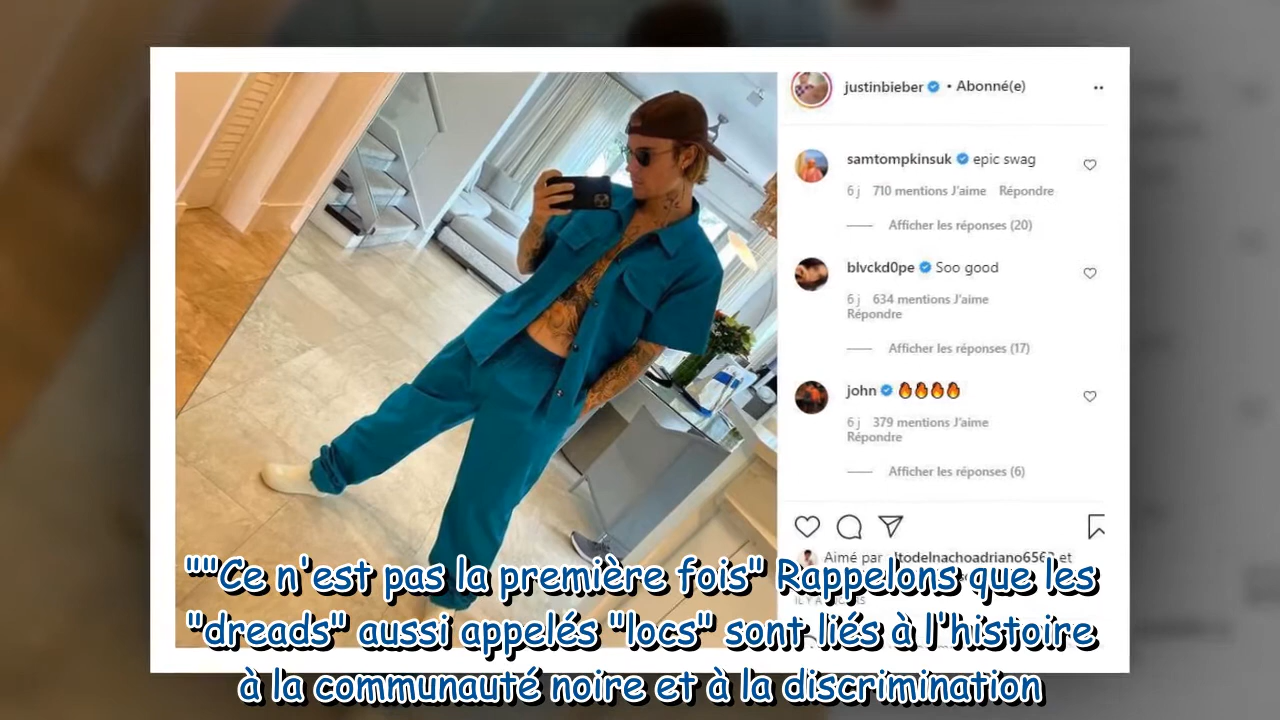 justinbieber • Abonné(e)
samtompkinsuk epic swag
6 j 710 mentions J'aime Répondre
Afficher les réponses (20)
blvckd0pe Soo good
6 j 634 mentions J'aime
Répondre
Afficher les réponses (17)
john 🔥🔥🔥🔥
6 j 379 mentions J'aime
Répondre
Afficher les réponses (6)
Aimé par et
""Ce n'est pas la première fois" Rappelons que les
"dreads" aussi appelés "locs" sont liés à l'histoire
à la communauté noire et à la discrimination